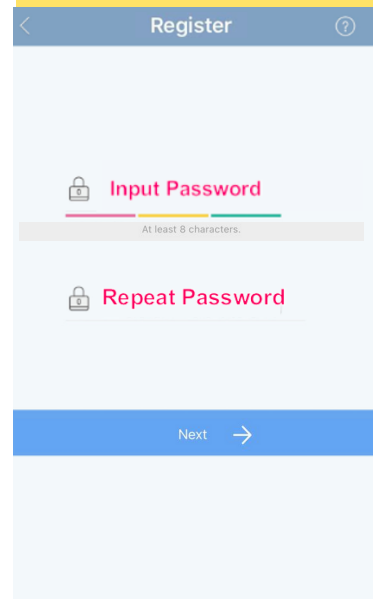 Register
?
Input Password
At least 8 characters.
Repeat Password
Next